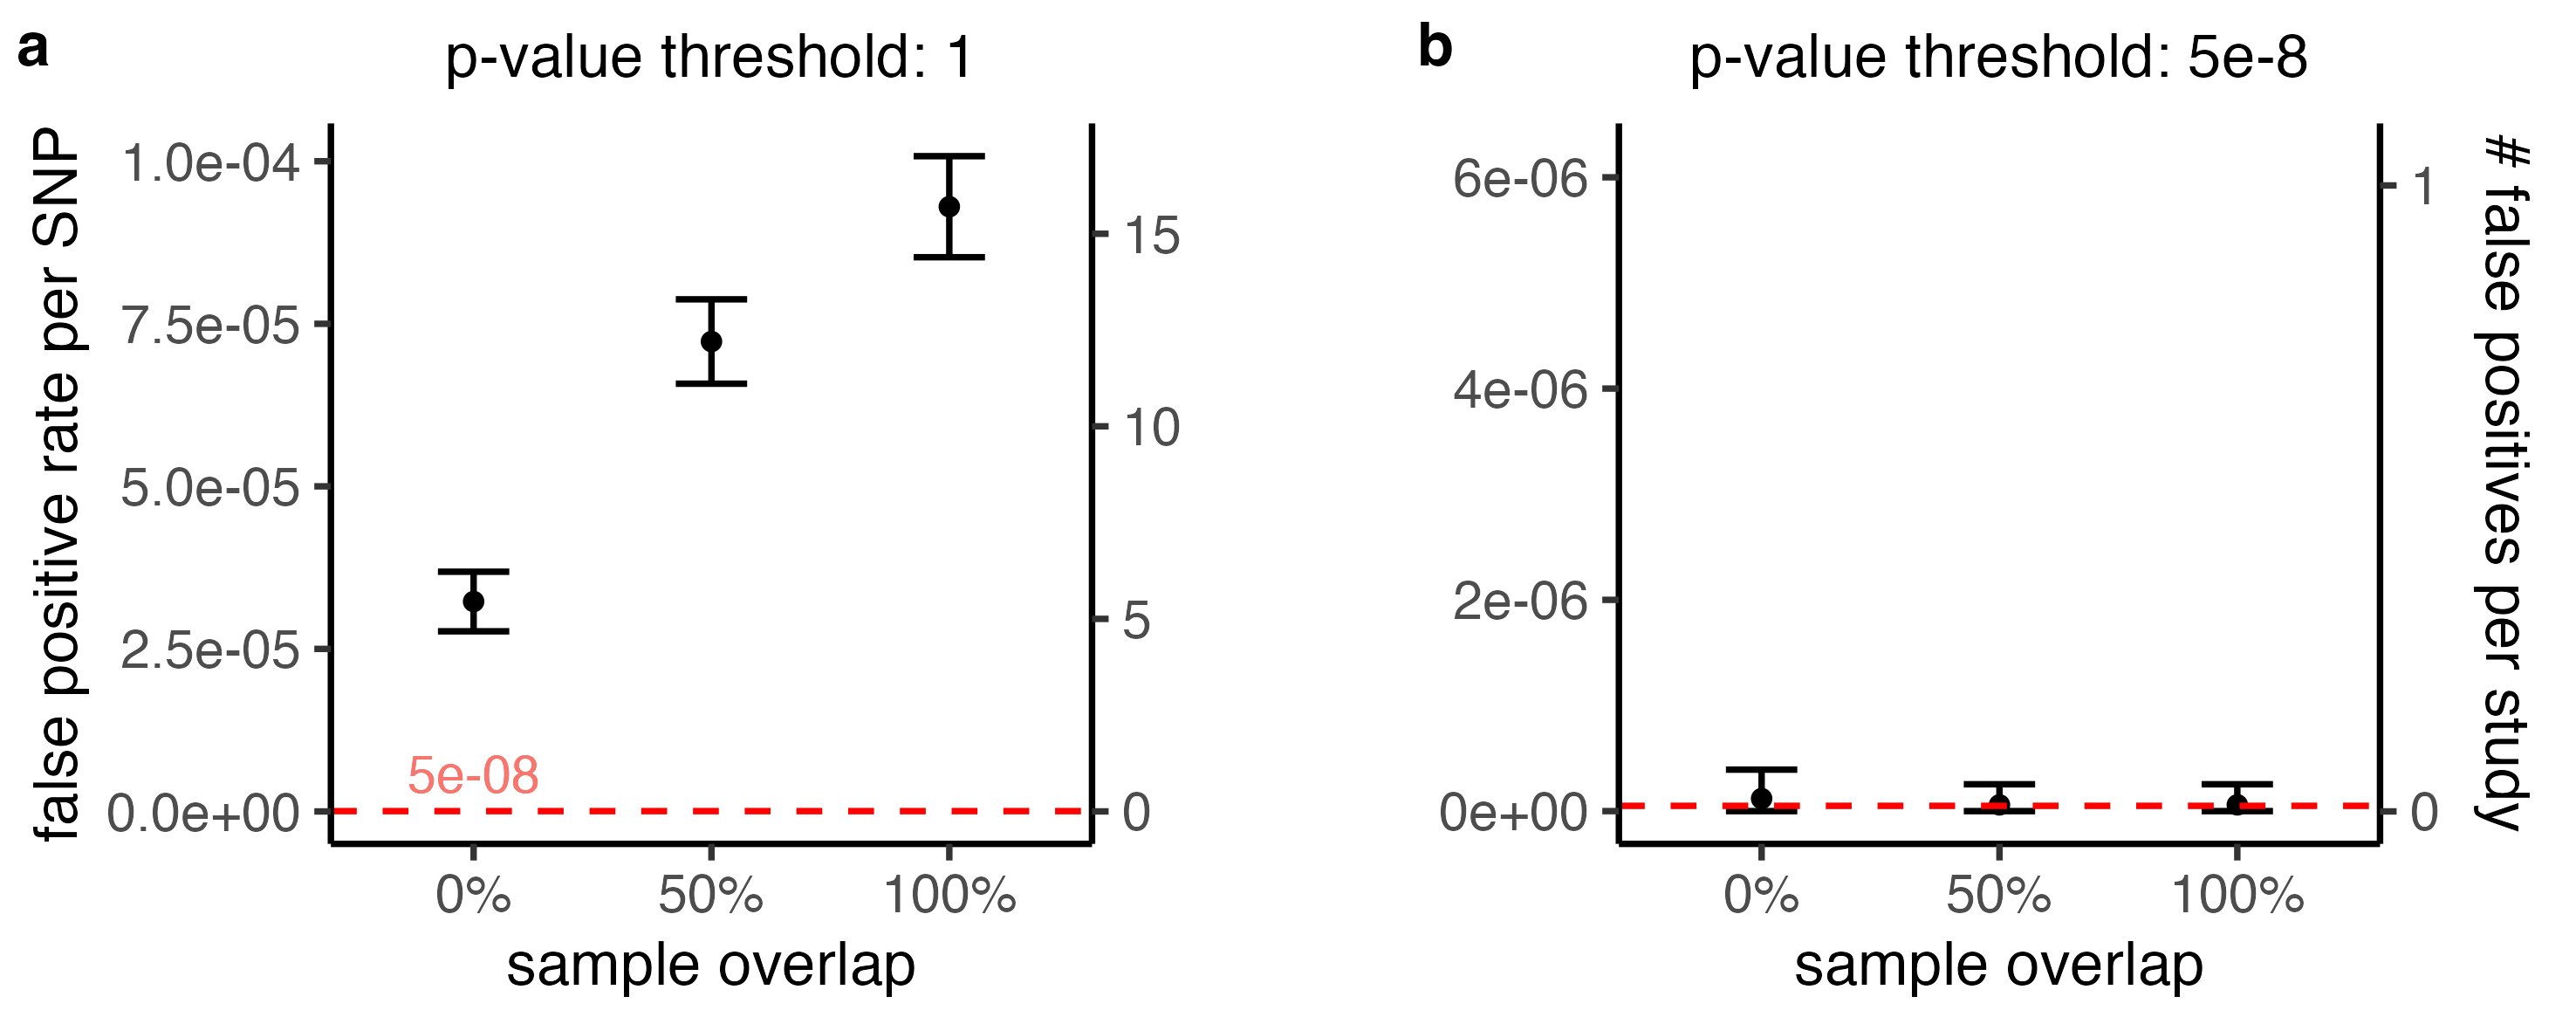 a
p-value threshold: 1
false positive rate per SNP
1.0e-04
7.5e-05
5.0e-05
2.5e-05
0.0e+00
5e-08
15
10
5
0
0%
50%
100%
sample overlap
b
p-value threshold: 5e-8
6e-06
4e-06
2e-06
0e+00
1
0
# false positives per study
0%
50%
100%
sample overlap